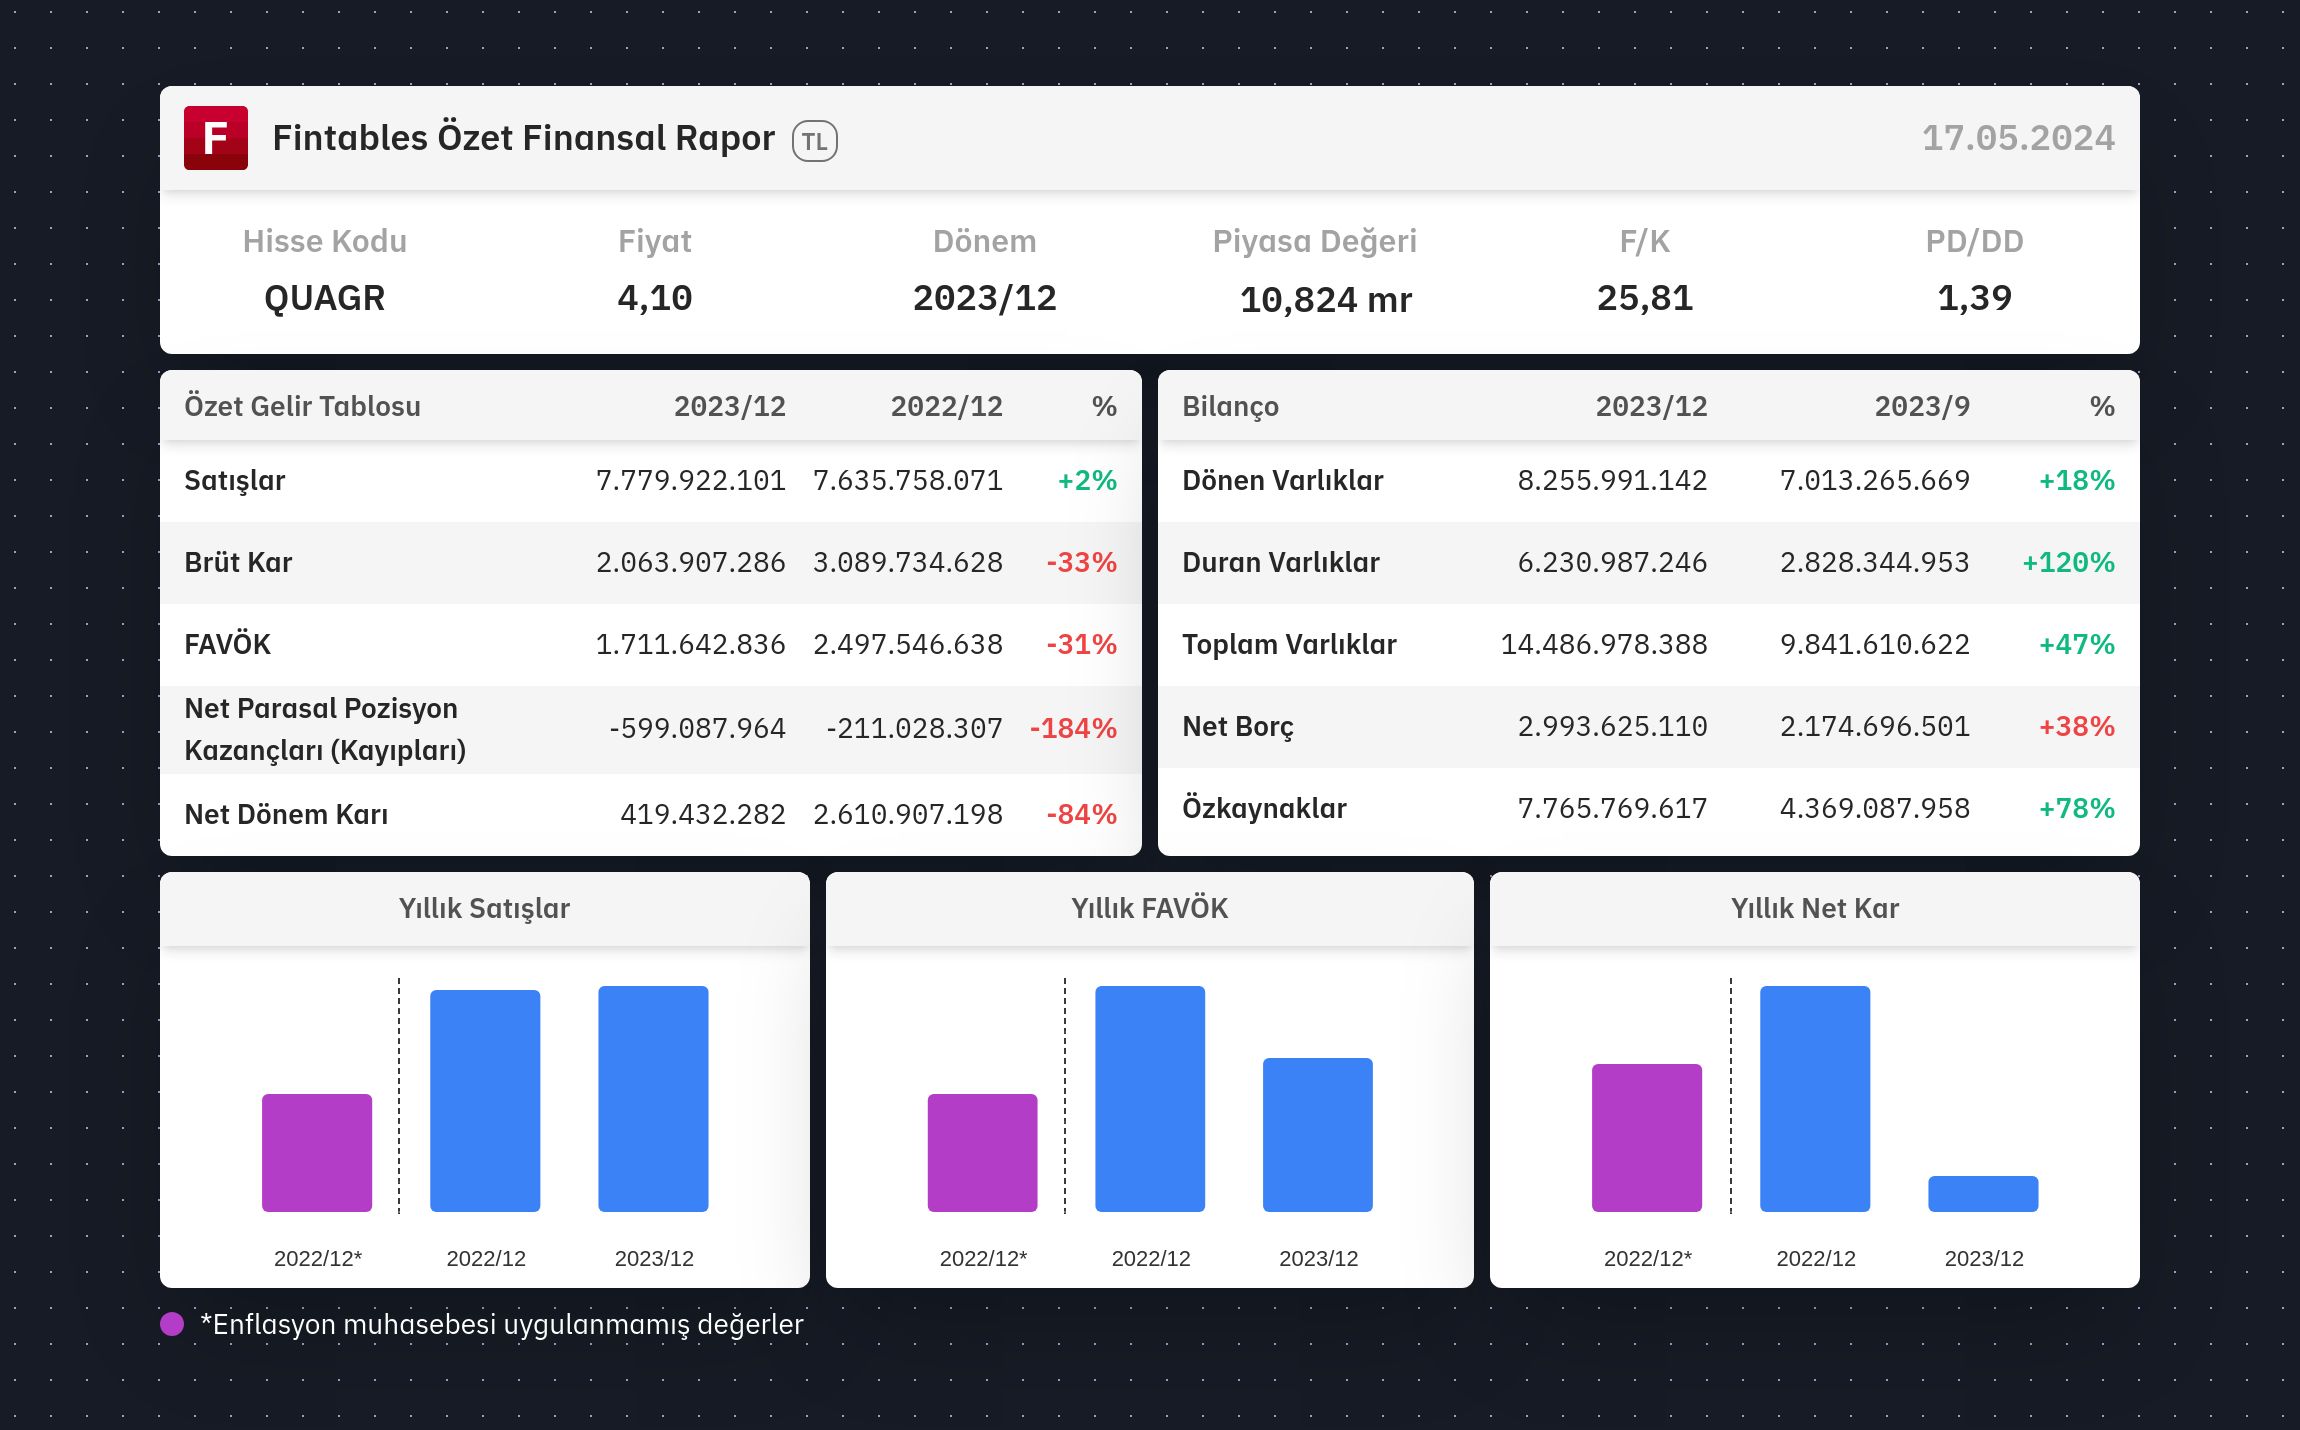 F Fintables Özet Finansal Rapor TL 17.05.2024
Hisse Kodu Fiyat Dönem Piyasa Değeri F/K PD/DD
QUAGR 4,10 2023/12 10,824 mr 25,81 1,39
Özet Gelir Tablosu 2023/12 2022/12 %
Satışlar 7.779.922.101 7.635.758.071 +2%
Brüt Kar 2.063.907.286 3.089.734.628 -33%
FAVÖK 1.711.642.836 2.497.546.638 -31%
Net Parasal Pozisyon
Kazançları (Kayıpları) -599.087.964 -211.028.307 -184%
Net Dönem Karı 419.432.282 2.610.907.198 -84%
Bilanço 2023/12 2023/9 %
Dönen Varlıklar 8.255.991.142 7.013.265.669 +18%
Duran Varlıklar 6.230.987.246 2.828.344.953 +120%
Toplam Varlıklar 14.486.978.388 9.841.610.622 +47%
Net Borç 2.993.625.110 2.174.696.501 +38%
Özkaynaklar 7.765.769.617 4.369.087.958 +78%
Yıllık Satışlar
2022/12* 2022/12 2023/12
Yıllık FAVÖK
2022/12* 2022/12 2023/12
Yıllık Net Kar
2022/12* 2022/12 2023/12
*Enflasyon muhasebesi uygulanmamış değerler